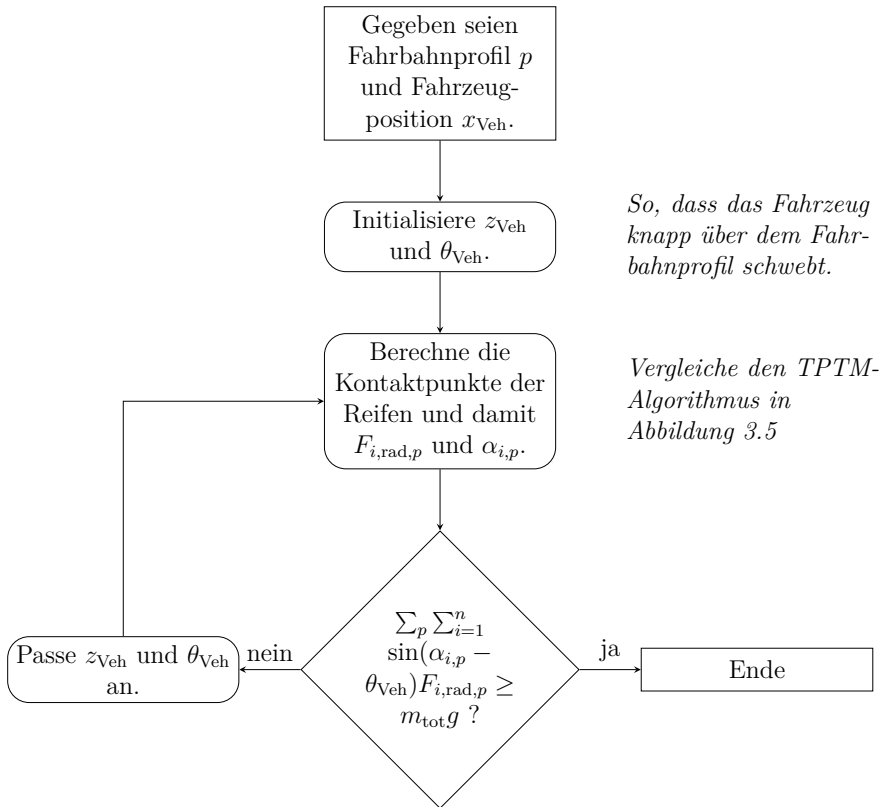 Gegeben seien
Fahrbahnprofil p
und Fahrzeug-
position x_Veh.
Initialisiere z_Veh
und θ_Veh.
So, dass das Fahrzeug
knapp über dem Fahr-
bahnprofil schwebt.
Berechne die
Kontaktpunkte der
Reifen und damit
F_i,rad,p und α_i,p.
Vergleiche den TPTM-
Algorithmus in
Abbildung 3.5
∑_p ∑_{i=1}^n
sin(α_i,p −
θ_Veh)F_i,rad,p ≥
m_tot g ?
nein
Passe z_Veh und θ_Veh
an.
ja
Ende